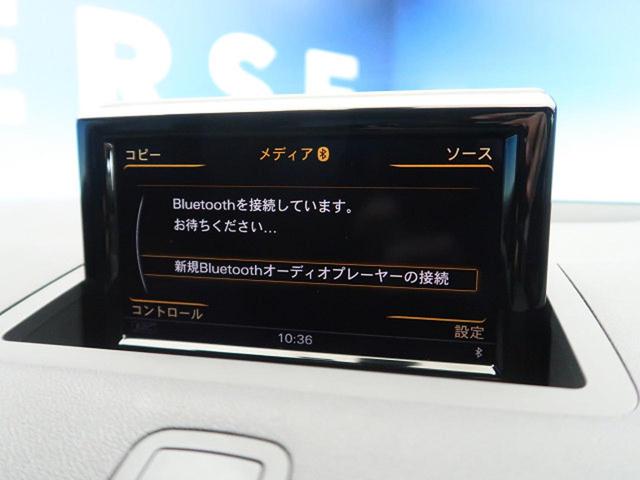 ERSE
コピー
メディア
ソース
Bluetoothを接続しています。
お待ちください...
新規Bluetoothオーディオプレーヤーの接続
コントロール
設定
10:36